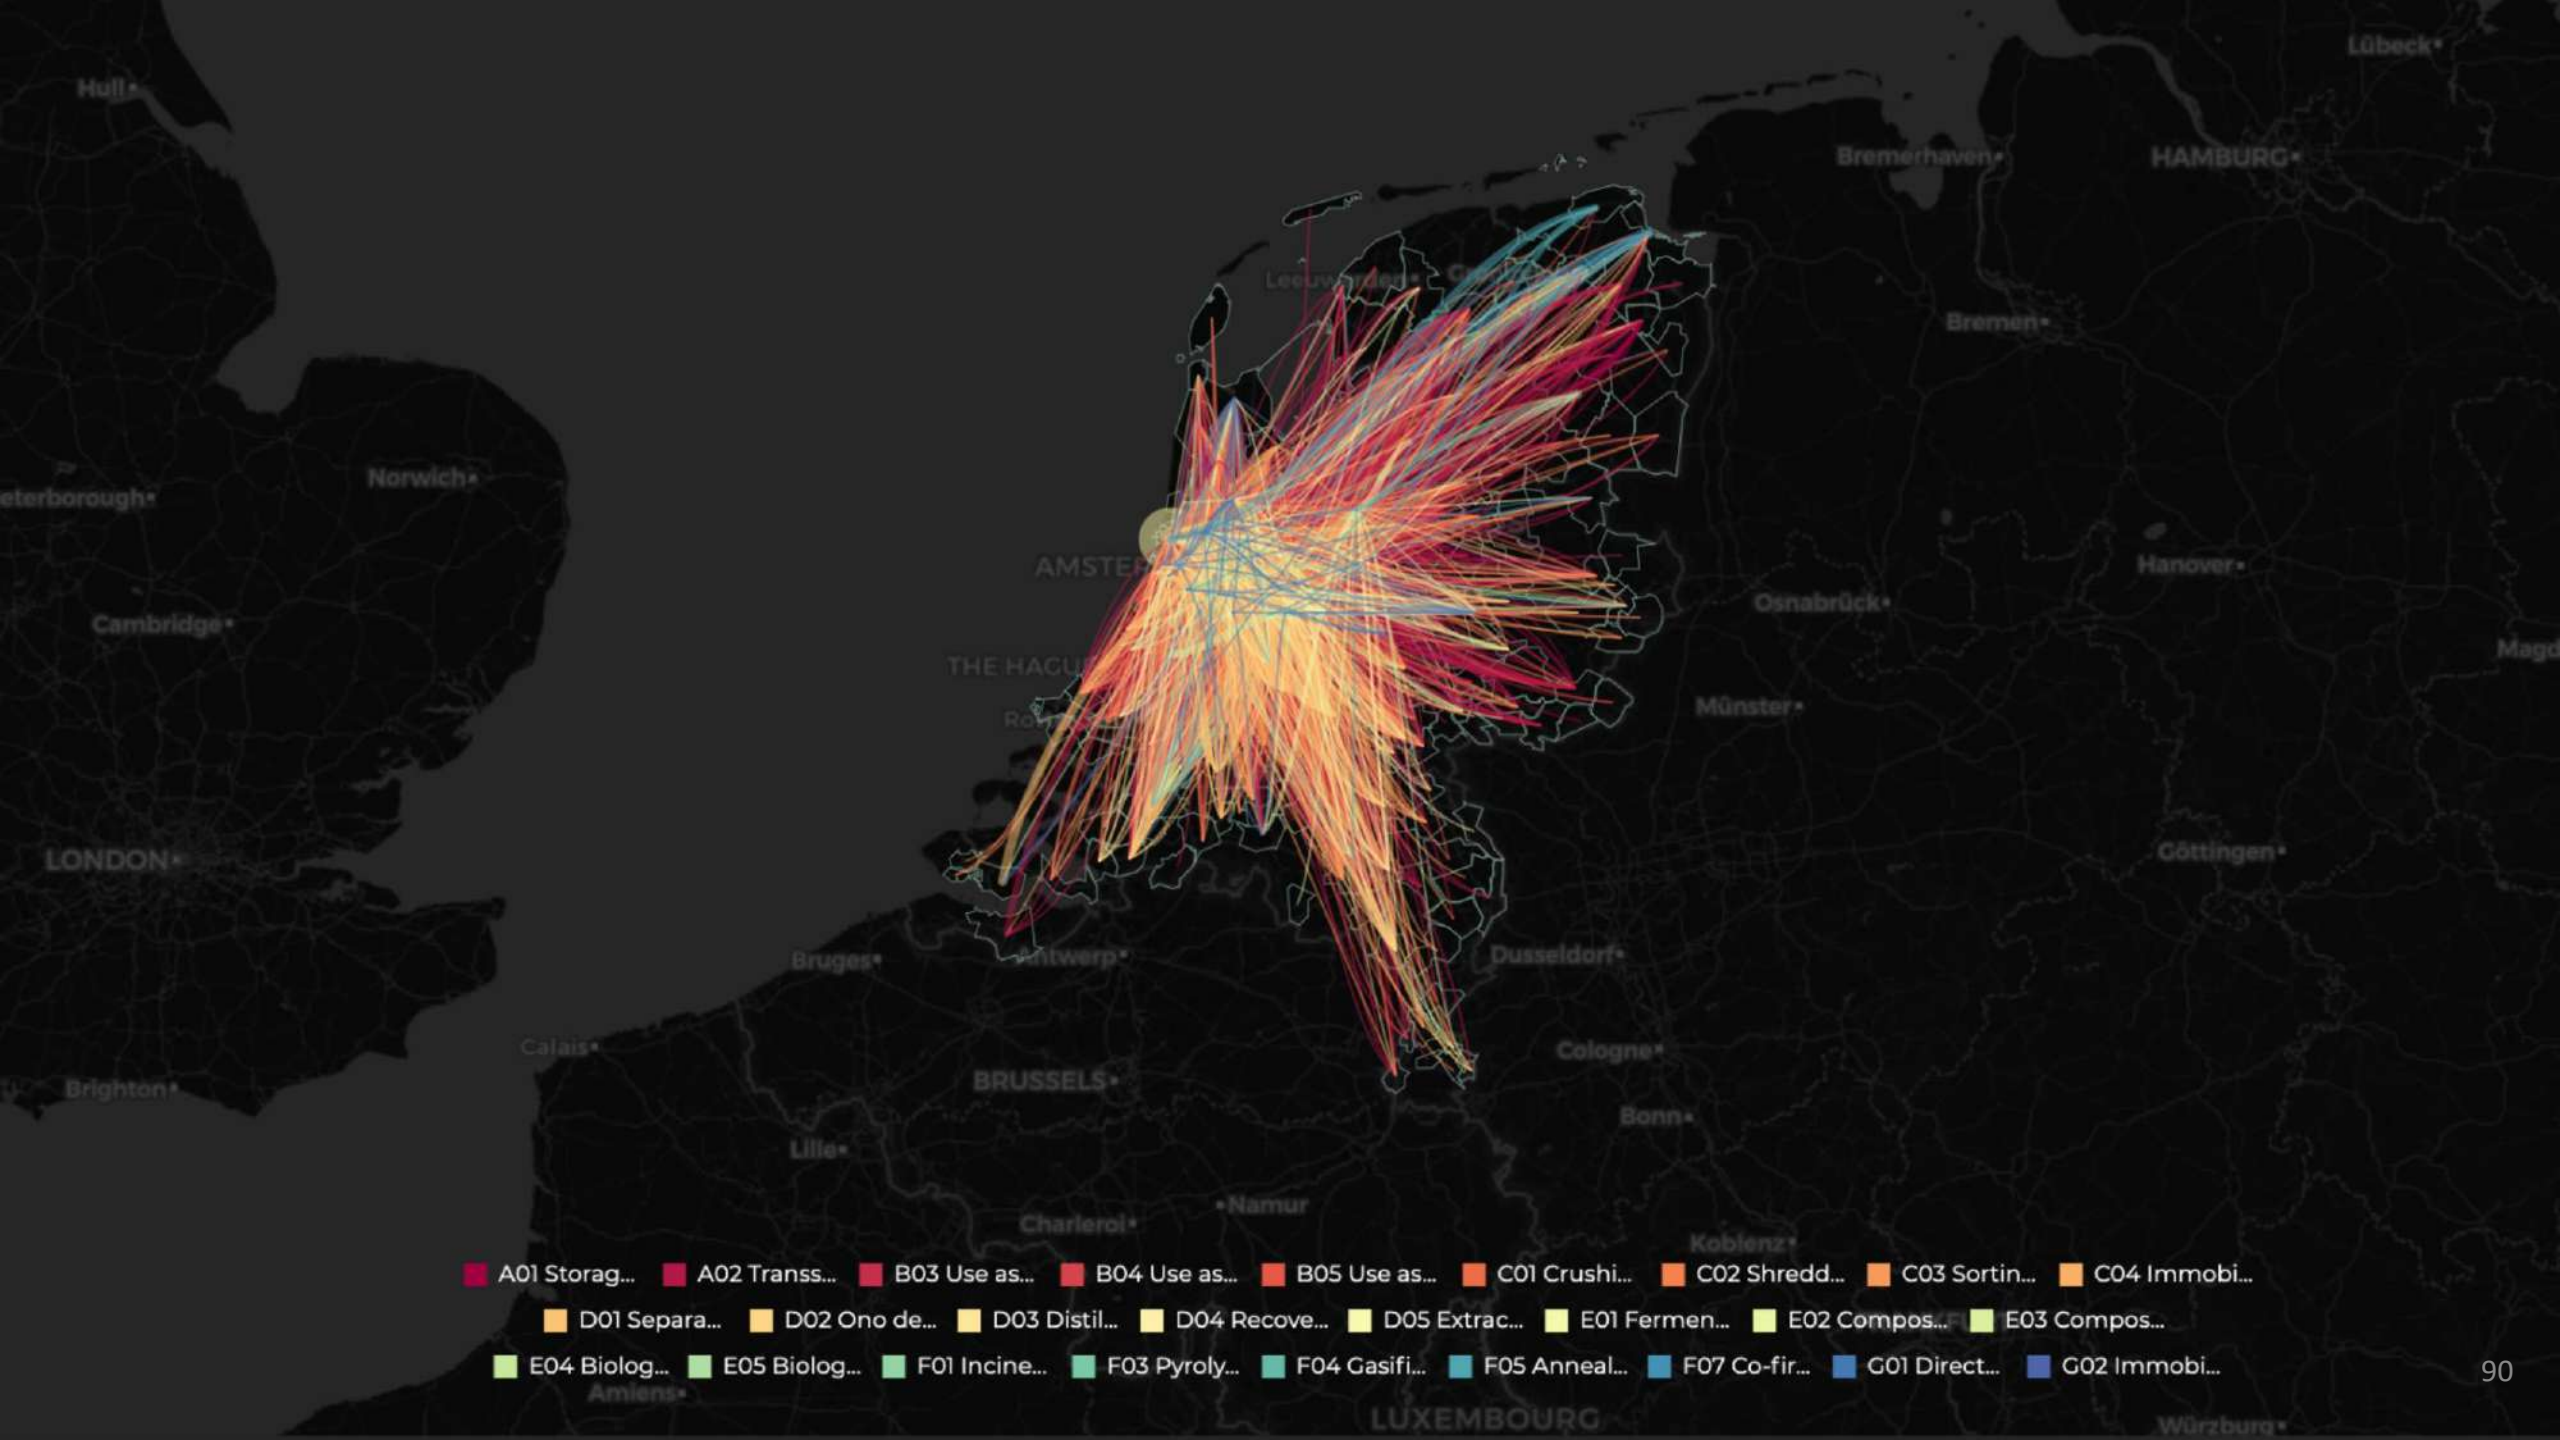 Lübeck
Hull
Bremerhaven
HAMBURG
Bremen
Norwich
eterborough
AMSTER
Hanover
Osnabrück
Cambridge
Magd
THE HAGU
Münster
LONDON
Göttingen
Bruges
Antwerp
Dusseldorf
Calais
Cologne
BRUSSELS
Brighton
Bonn
Lille
Namur
Charleroi
Koblenz
A01 Storag... A02 Transs... B03 Use as... B04 Use as... B05 Use as... C01 Crushi... C02 Shredd... C03 Sortin... C04 Immobi...
D01 Separa... D02 Ono de... D03 Distil... D04 Recove... D05 Extrac... E01 Fermen... E02 Compos... E03 Compos...
E04 Biolog... E05 Biolog... F01 Incine... F03 Pyroly... F04 Gasifi... F05 Anneal... F07 Co-fir... G01 Direct... G02 Immobi...
90
Amiens
LUXEMBOURG
Würzburg